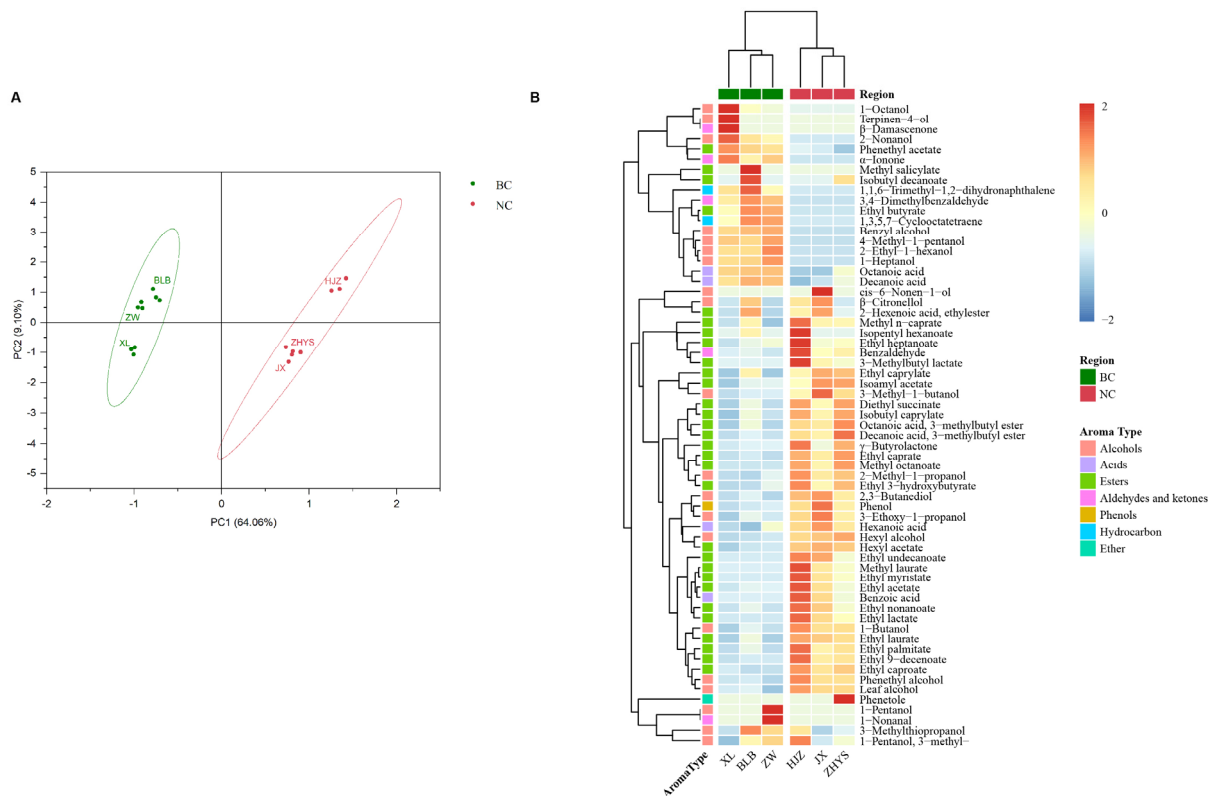 A
B
5
4
3
2
1
0
-1
-2
-3
-4
-5
-2
-1
0
1
2
PC2 (9.10%)
PC1 (64.06%)
BLB
ZW
XL
HJZ
ZHYS
JX
BC
NC
Region
1−Octanol
Terpinen−4−ol
β−Damascenone
2−Nonanol
Phenethyl acetate
α−Ionone
Methyl salicylate
Isobutyl decanoate
1,1,6−Trimethyl−1,2−dihydronaphthalene
3,4−Dimethylbenzaldehyde
Ethyl butyrate
1,3,5,7−Cyclooctatetraene
Benzyl alcohol
4−Methyl−1−pentanol
2−Ethyl−1−hexanol
1−Heptanol
Octanoic acid
Decanoic acid
cis−6−Nonen−1−ol
β−Citronellol
2−Hexenoic acid, ethylester
Methyl n−caprate
Isopentyl hexanoate
Ethyl heptanoate
Benzaldehyde
3−Methylbutyl lactate
Ethyl caprylate
Isoamyl acetate
3−Methyl−1−butanol
Diethyl succinate
Isobutyl caprylate
Octanoic acid, 3−methylbutyl ester
Decanoic acid, 3−methylbutyl ester
γ−Butyrolactone
Ethyl caprate
Methyl octanoate
2−Methyl−1−propanol
Ethyl 3−hydroxybutyrate
2,3−Butanediol
Phenol
3−Ethoxy−1−propanol
Hexanoic acid
Hexyl alcohol
Hexyl acetate
Ethyl undecanoate
Methyl laurate
Ethyl myristate
Ethyl acetate
Benzoic acid
Ethyl nonanoate
Ethyl lactate
1−Butanol
Ethyl laurate
Ethyl palmitate
Ethyl 9−decenoate
Ethyl caproate
Phenethyl alcohol
Leaf alcohol
Phenetole
1−Pentanol
1−Nonanal
3−Methylthiopropanol
1−Pentanol, 3−methyl−
AromaType
XL
BLB
ZW
HJZ
JX
ZHYS
2
0
−2
Region
BC
NC
Aroma Type
Alcohols
Acids
Esters
Aldehydes and ketones
Phenols
Hydrocarbon
Ether